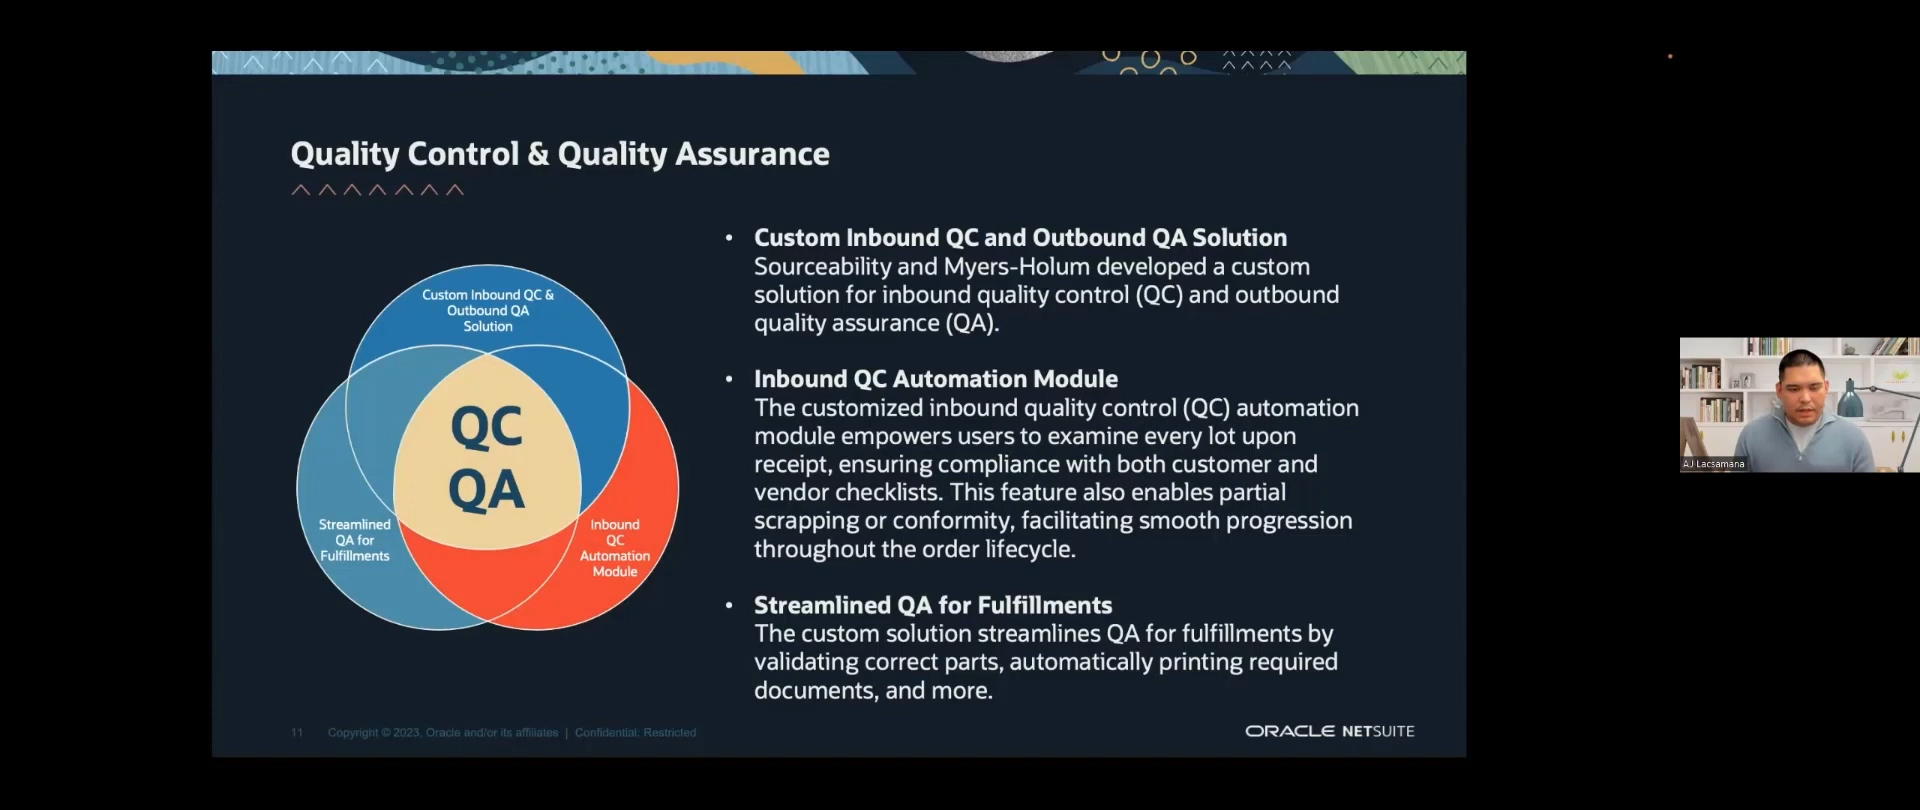 Quality Control & Quality Assurance
Custom Inbound QC &
Outbound QA
Solution
QC
QA
Streamlined
QA for
Fulfillments
Inbound
QC
Automation
Module
• Custom Inbound QC and Outbound QA Solution
Sourceability and Myers-Holum developed a custom
solution for inbound quality control (QC) and outbound
quality assurance (QA).
• Inbound QC Automation Module
The customized inbound quality control (QC) automation
module empowers users to examine every lot upon
receipt, ensuring compliance with both customer and
vendor checklists. This feature also enables partial
scrapping or conformity, facilitating smooth progression
throughout the order lifecycle.
• Streamlined QA for Fulfillments
The custom solution streamlines QA for fulfillments by
validating correct parts, automatically printing required
documents, and more.
11 Copyright © 2023, Oracle and/or its affiliates | Confidential: Restricted
ORACLE NETSUITE
AJ Lacsamana